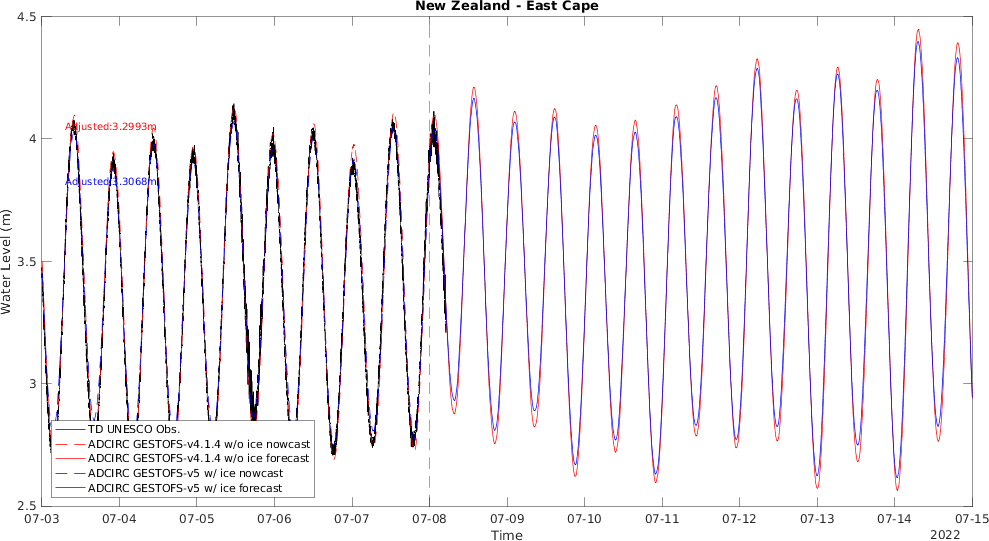 New Zealand - East Cape
4.5
4
3.5
3
2.5
Water Level (m)
Adjusted:3.2993m
Adjusted:3.3068m
TD UNESCO Obs.
ADCIRC GESTOFS-v4.1.4 w/o ice nowcast
ADCIRC GESTOFS-v4.1.4 w/o ice forecast
ADCIRC GESTOFS-v5 w/ ice nowcast
ADCIRC GESTOFS-v5 w/ ice forecast
07-03 07-04 07-05 07-06 07-07 07-08 07-09 07-10 07-11 07-12 07-13 07-14 07-15
Time
2022